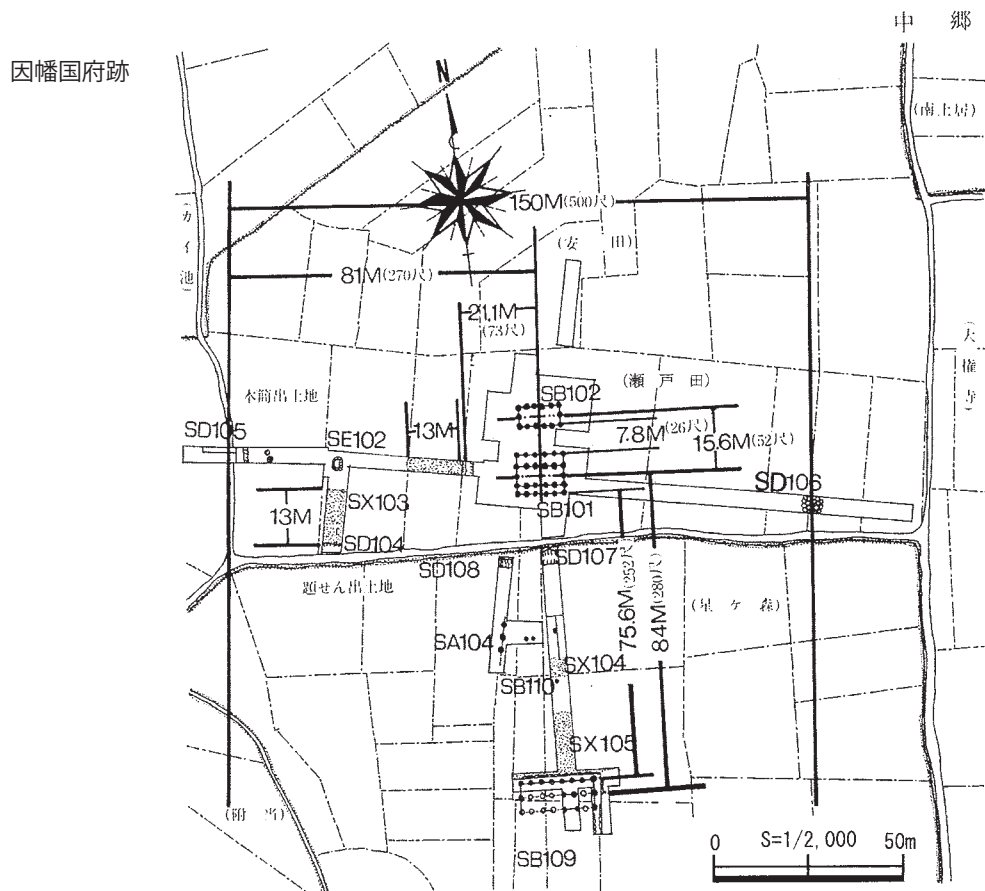 中 郷
因幡国府跡
N
(南土居)
(カイ池)
150M(500尺)
(安 田)
81M(270尺)
21.1M
(73尺)
(大権寺)
(瀬 戸 田)
木簡出土地
SB102
SD105
SE102
13M
7.8M(26尺)
15.6M(52尺)
SD106
SX103
13M
SB101
SD104
SD107
SD108
題せん出土地
75.6M(252尺)
84M(280尺)
(星 ケ 森)
SA104
SX104
SB110
SX105
(附 当)
SB109
0 S=1/2,000 50m